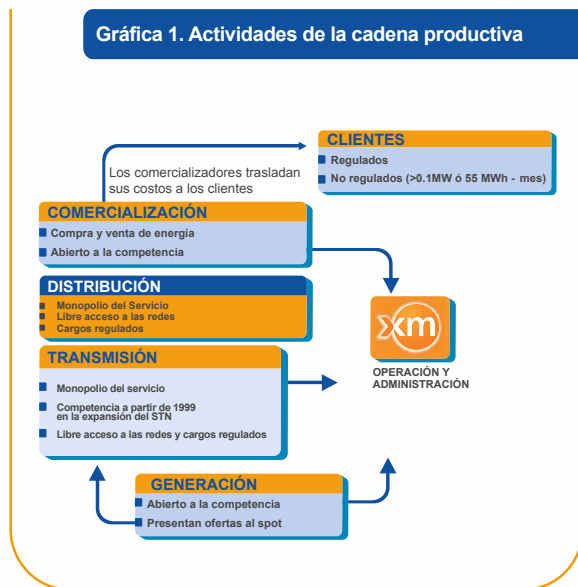 Gráfica 1. Actividades de la cadena productiva
CLIENTES
Regulados
No regulados (>0.1MW ó 55 MWh - mes)
Los comercializadores trasladan
sus costos a los clientes
COMERCIALIZACIÓN
Compra y venta de energía
Abierto a la competencia
DISTRIBUCIÓN
Monopolio del Servicio
Libre acceso a las redes
Cargos regulados
xm
OPERACIÓN Y
ADMINISTRACIÓN
TRANSMISIÓN
Monopolio del servicio
Competencia a partir de 1999
en la expansión del STN
Libre acceso a las redes y cargos regulados
GENERACIÓN
Abierto a la competencia
Presentan ofertas al spot